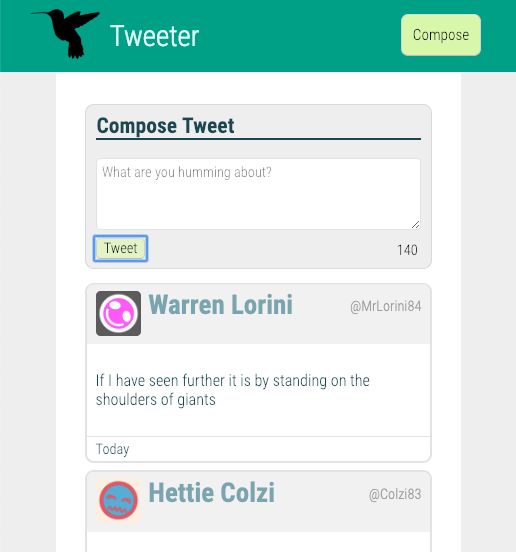 Tweeter
Compose
Compose Tweet
What are you humming about?
Tweet
140
Warren Lorini
@MrLorini84
If I have seen further it is by standing on the
shoulders of giants
Today
Hettie Colzi
@Colzi83